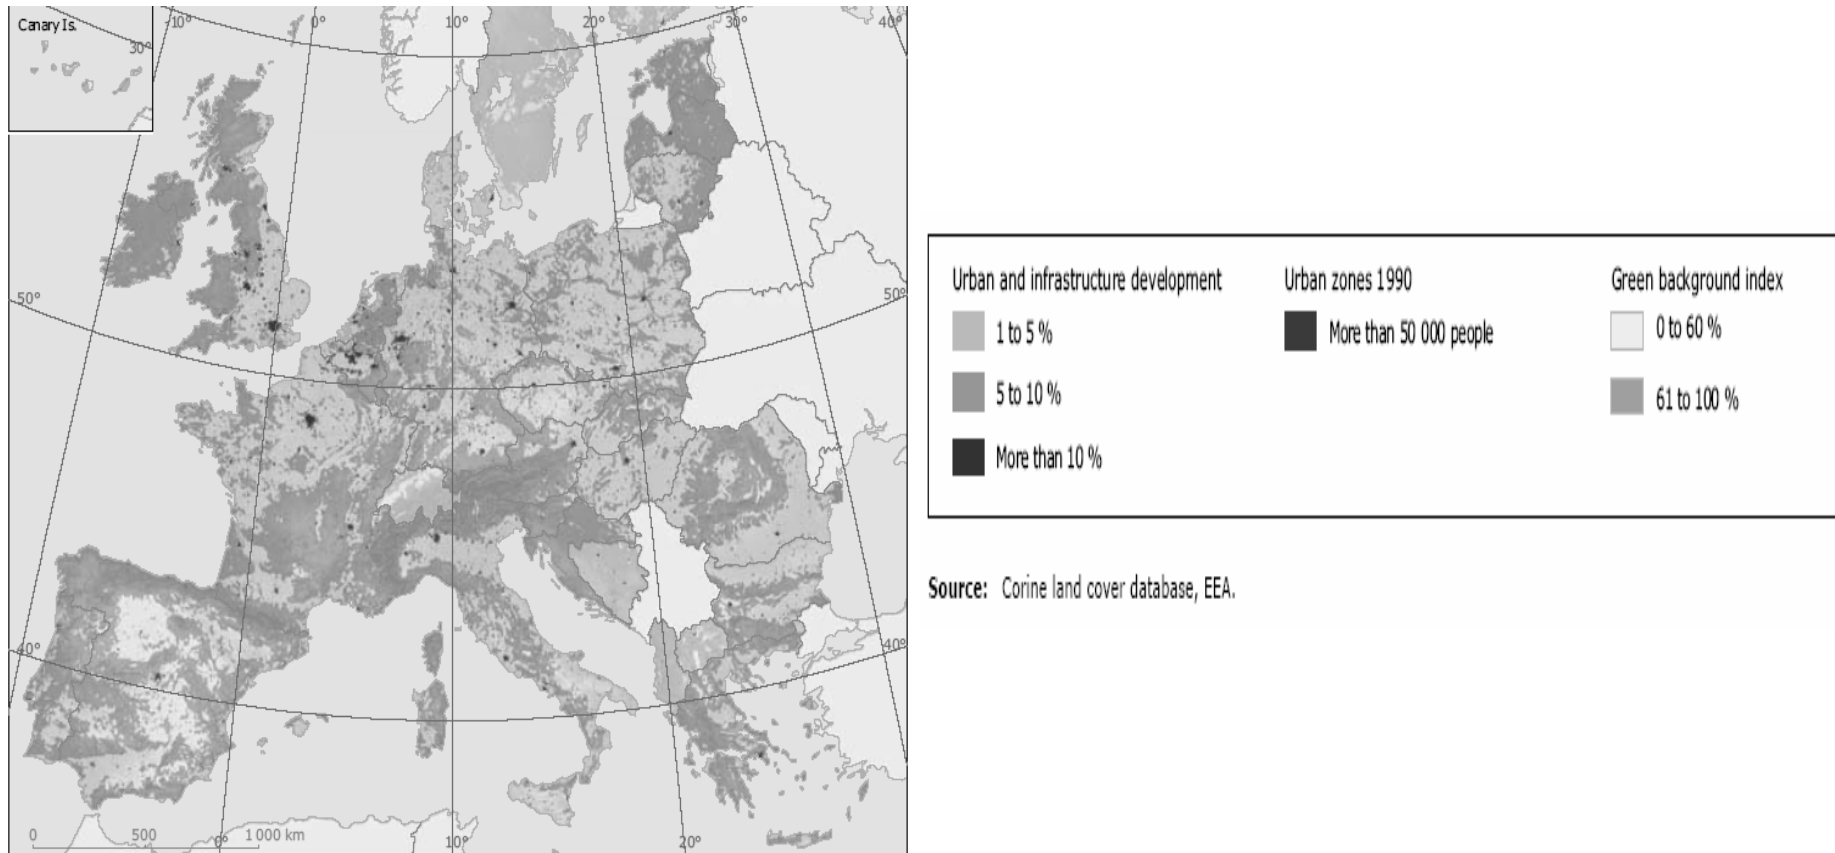 Canary Is.
30°
-10°
0°
10°
20°
30°
40°
50°
50°
40°
40°
0
500
1 000 km
0°
10°
20°
Urban and infrastructure development
1 to 5 %
5 to 10 %
More than 10 %
Urban zones 1990
More than 50 000 people
Green background index
0 to 60 %
61 to 100 %
Source: Corine land cover database, EEA.